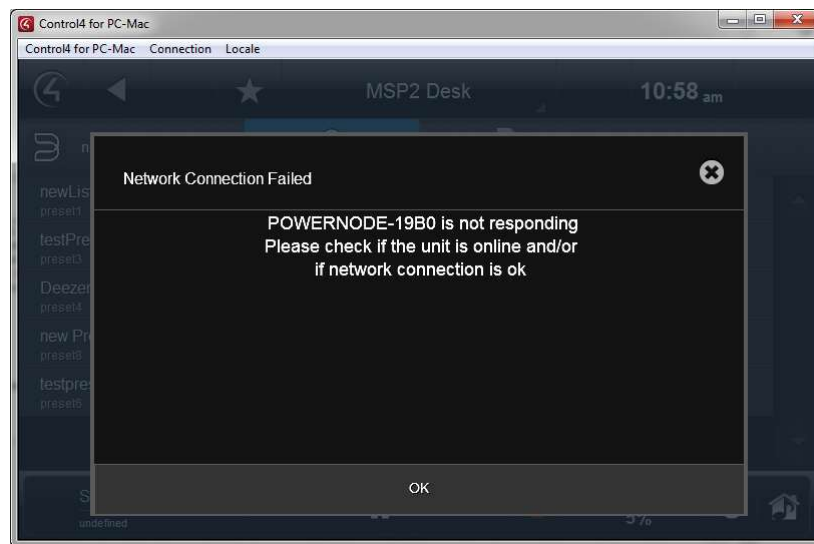 Control4 for PC-Mac
Control4 for PC-Mac Connection Locale
MSP2 Desk 10:58 am
Network Connection Failed
POWERNODE-19B0 is not responding
Please check if the unit is online and/or
if network connection is ok
newLis
preset1
testPre
preset3
Deezer
preset4
new Pr
preset8
testpre
preset6
OK
S
undefined
5%